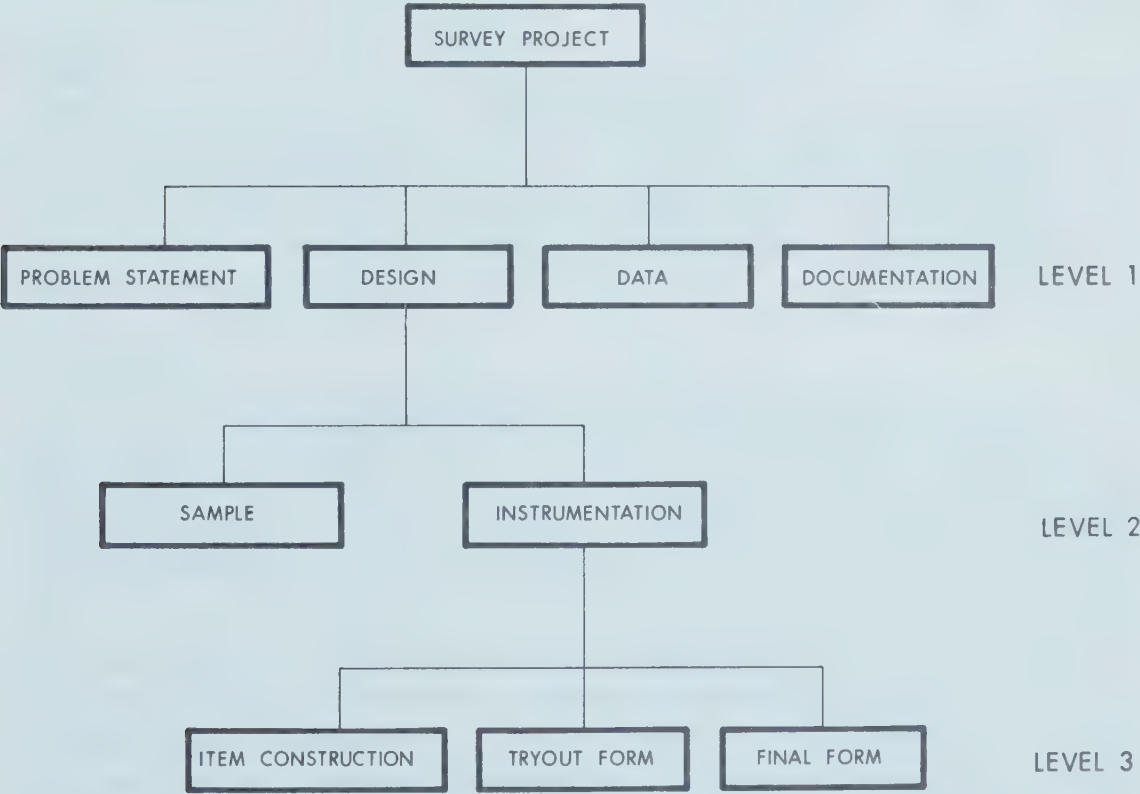 SURVEY PROJECT
PROBLEM STATEMENT
DESIGN
DATA
DOCUMENTATION
LEVEL 1
SAMPLE
INSTRUMENTATION
LEVEL 2
ITEM CONSTRUCTION
TRYOUT FORM
FINAL FORM
LEVEL 3